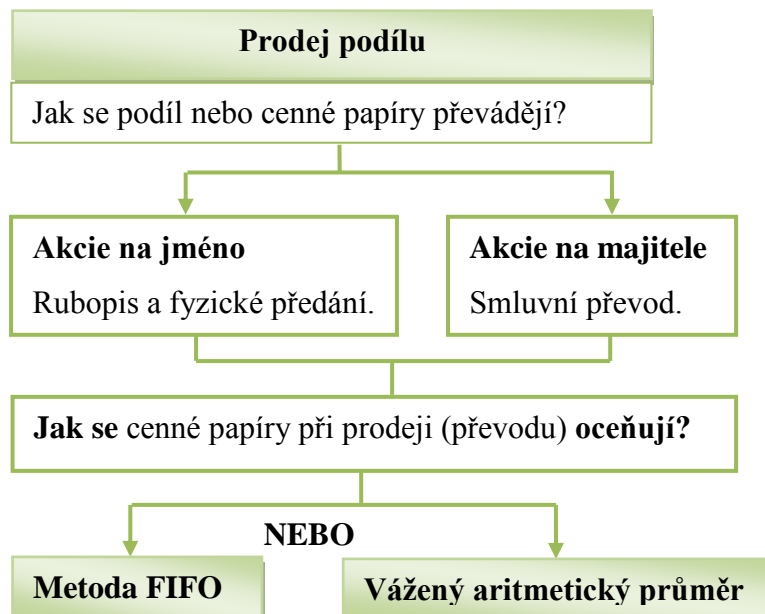 Prodej podílu
Jak se podíl nebo cenné papíry převádějí?
Akcie na jméno
Rubopis a fyzické předání.
Akcie na majitele
Smluvní převod.
Jak se cenné papíry při prodeji (převodu) oceňují?
NEBO
Metoda FIFO
Vážený aritmetický průměr